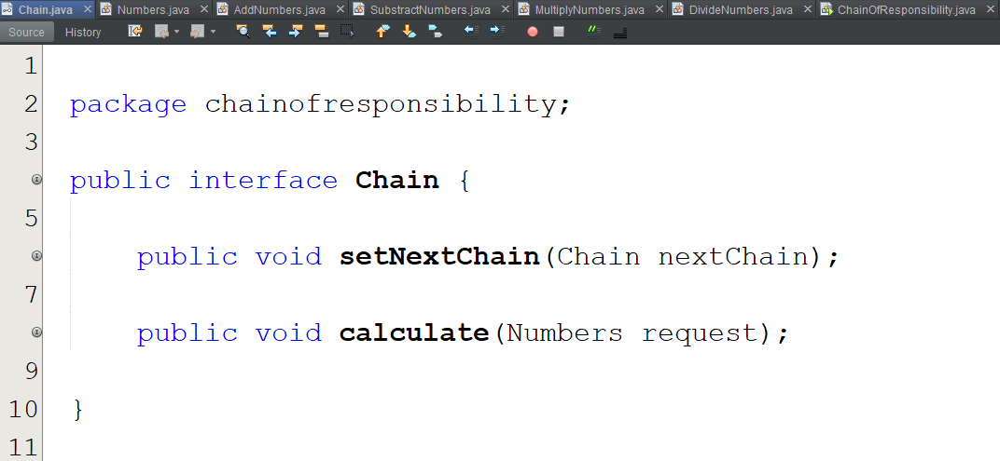 Chain.java Numbers.java AddNumbers.java SubstractNumbers.java MultiplyNumbers.java DivideNumbers.java ChainOfResponsibility.java
Source History
1
2 package chainofresponsibility;
3
public interface Chain {
5
public void setNextChain(Chain nextChain);
7
public void calculate(Numbers request);
9
10 }
11